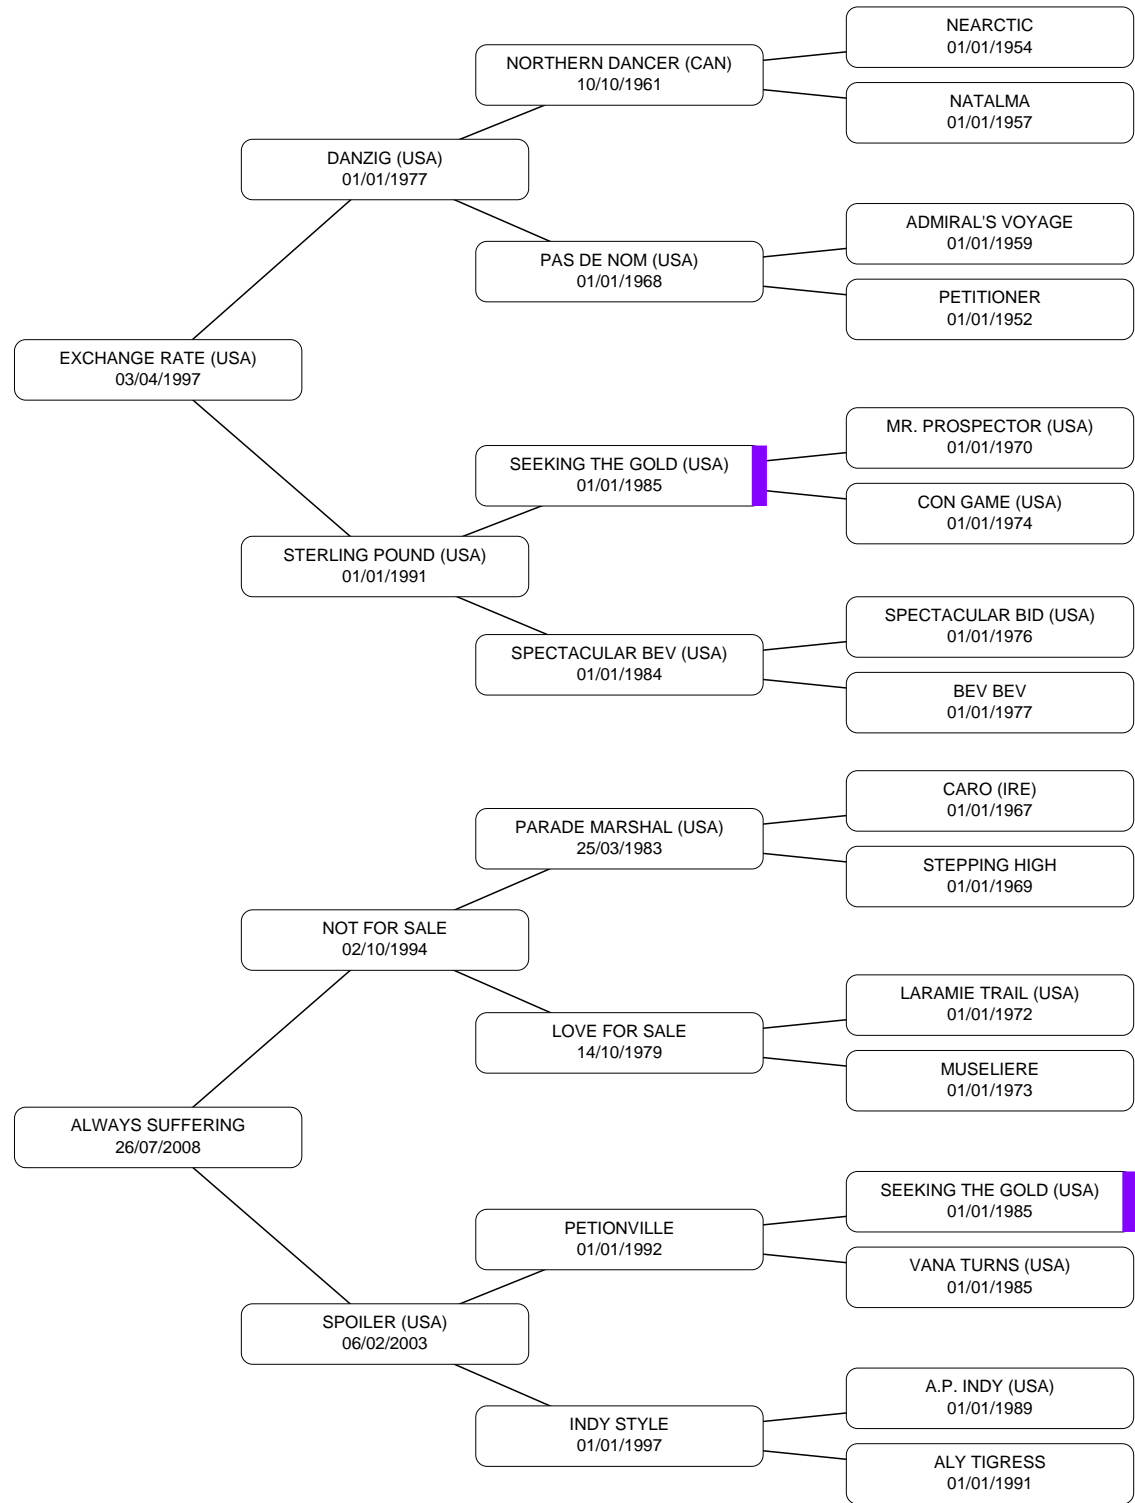 NEARCTIC
01/01/1954
NORTHERN DANCER (CAN)
10/10/1961
NATALMA
01/01/1957
DANZIG (USA)
01/01/1977
ADMIRAL'S VOYAGE
01/01/1959
PAS DE NOM (USA)
01/01/1968
PETITIONER
01/01/1952
EXCHANGE RATE (USA)
03/04/1997
MR. PROSPECTOR (USA)
01/01/1970
SEEKING THE GOLD (USA)
01/01/1985
CON GAME (USA)
01/01/1974
STERLING POUND (USA)
01/01/1991
SPECTACULAR BID (USA)
01/01/1976
SPECTACULAR BEV (USA)
01/01/1984
BEV BEV
01/01/1977
CARO (IRE)
01/01/1967
PARADE MARSHAL (USA)
25/03/1983
STEPPING HIGH
01/01/1969
NOT FOR SALE
02/10/1994
LARAMIE TRAIL (USA)
01/01/1972
LOVE FOR SALE
14/10/1979
MUSELIERE
01/01/1973
ALWAYS SUFFERING
26/07/2008
SEEKING THE GOLD (USA)
01/01/1985
PETIONVILLE
01/01/1992
VANA TURNS (USA)
01/01/1985
SPOILER (USA)
06/02/2003
A.P. INDY (USA)
01/01/1989
INDY STYLE
01/01/1997
ALY TIGRESS
01/01/1991